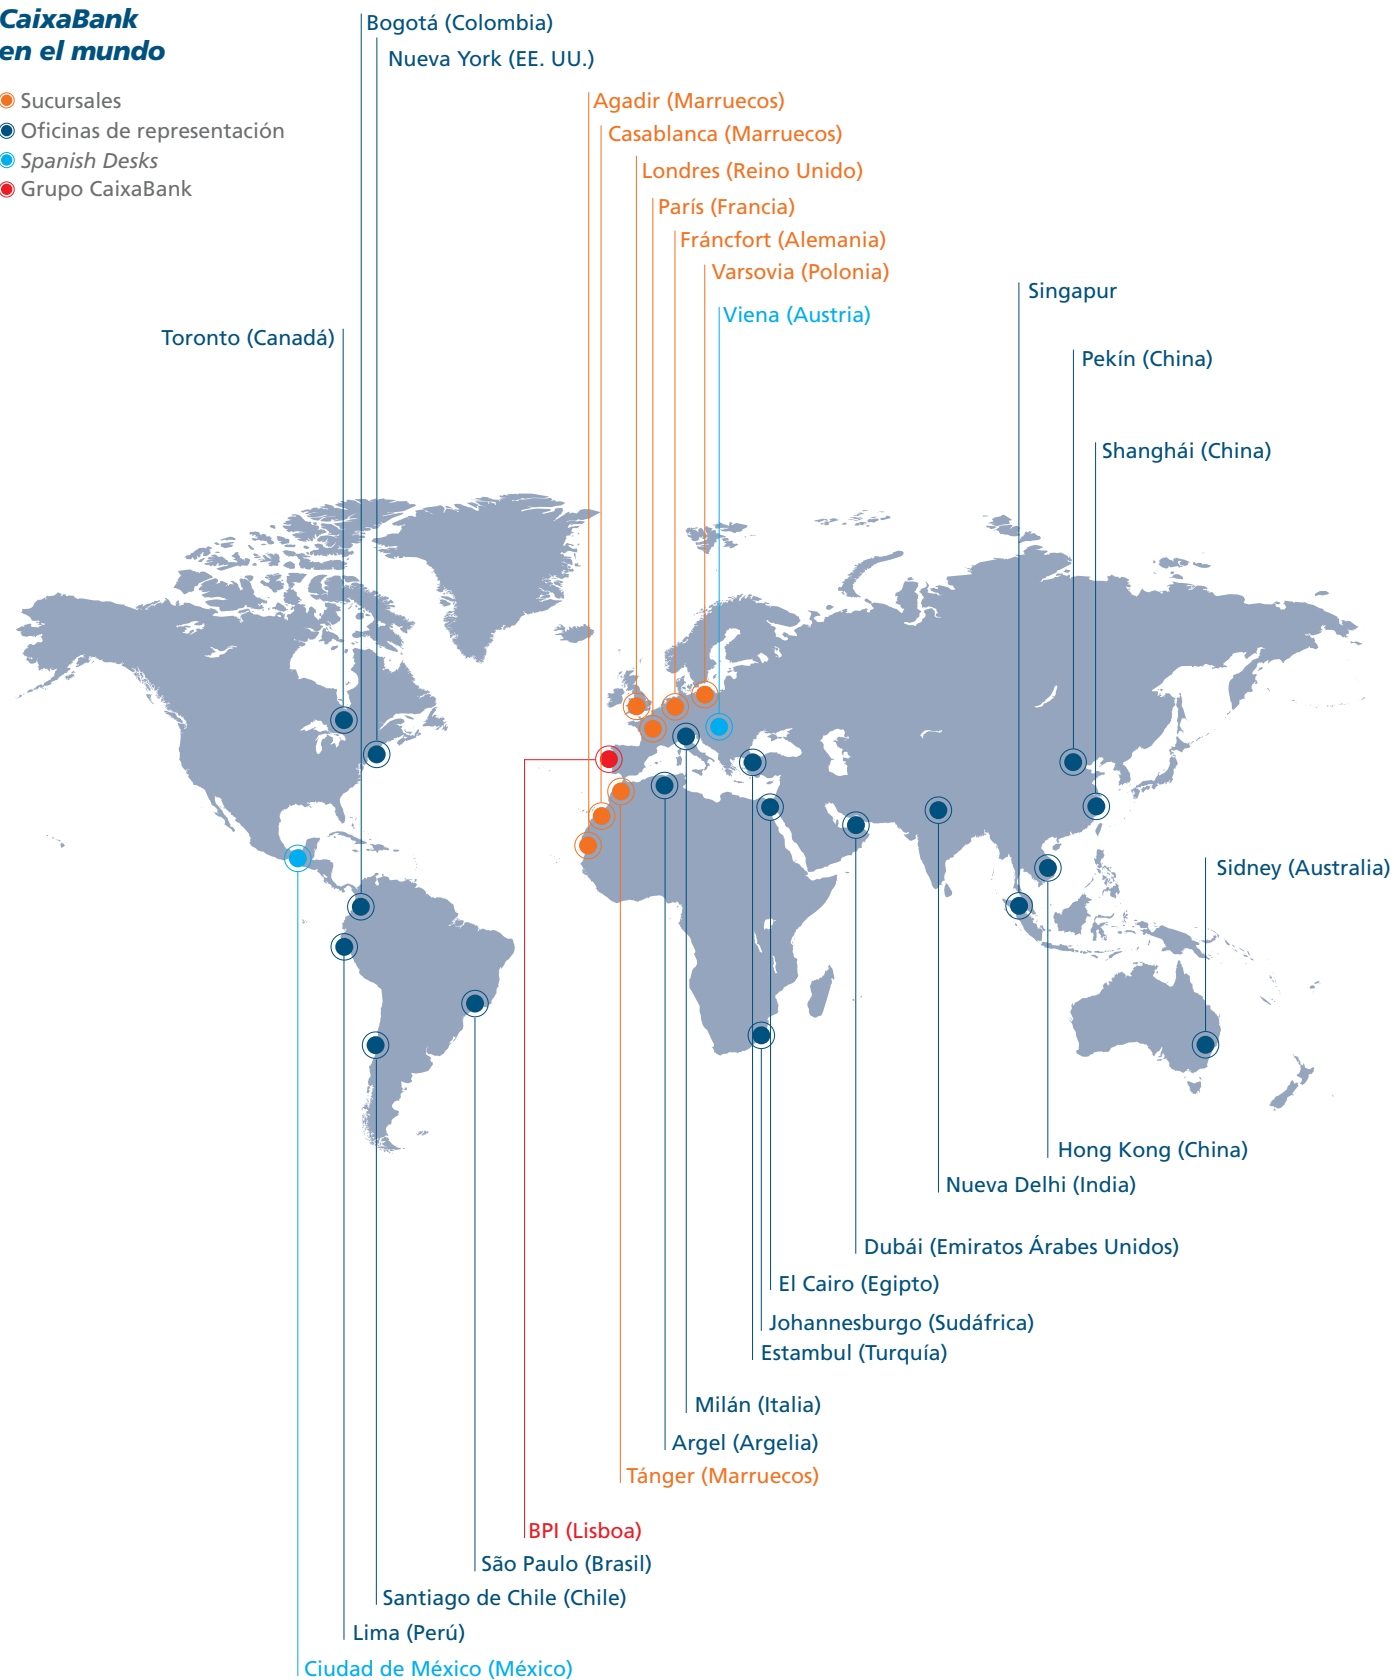 CaixaBank
en el mundo
Sucursales
Oficinas de representación
Spanish Desks
Grupo CaixaBank
Bogotá (Colombia)
Nueva York (EE. UU.)
Agadir (Marruecos)
Casablanca (Marruecos)
Londres (Reino Unido)
París (Francia)
Fráncfort (Alemania)
Varsovia (Polonia)
Viena (Austria)
Singapur
Toronto (Canadá)
Pekín (China)
Shanghái (China)
Sidney (Australia)
Hong Kong (China)
Nueva Delhi (India)
Dubái (Emiratos Árabes Unidos)
El Cairo (Egipto)
Johannesburgo (Sudáfrica)
Estambul (Turquía)
Milán (Italia)
Argel (Argelia)
Tánger (Marruecos)
BPI (Lisboa)
São Paulo (Brasil)
Santiago de Chile (Chile)
Lima (Perú)
Ciudad de México (México)